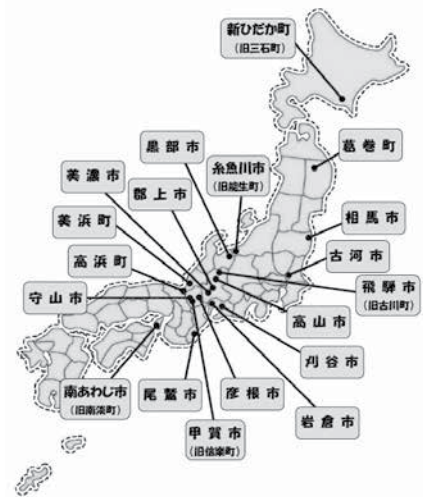 新ひだか町
(旧三石町)
黒部市
糸魚川市
(旧能生町)
葛巻町
美濃市
郡上市
相馬市
美浜町
古河市
高浜町
飛騨市
(旧古川町)
守山市
高山市
刈谷市
南あわじ市
(旧南淡町)
尾鷲市
彦根市
岩倉市
甲賀市
(旧信楽町)